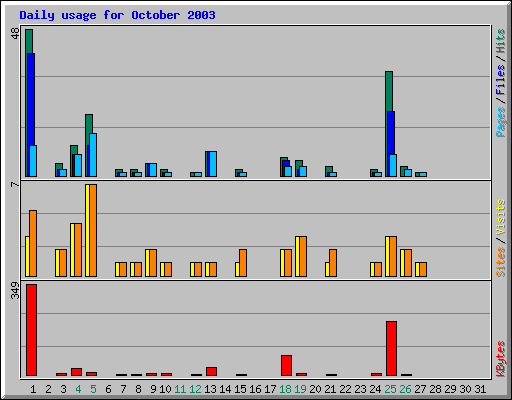 Daily usage for October 2003
48
Pages / Files / Hits
7
Sites / Visits
349
KBytes
1 2 3 4 5 6 7 8 9 10 11 12 13 14 15 16 17 18 19 20 21 22 23 24 25 26 27 28 29 30 31